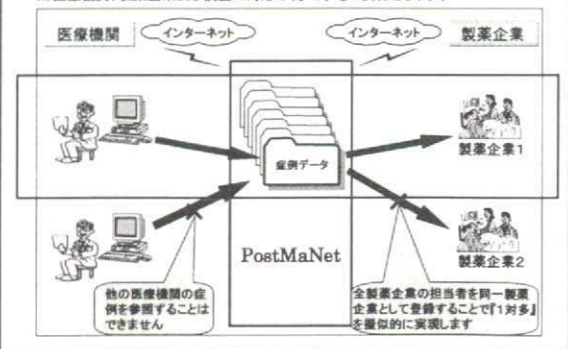 医療機関
インターネット
インターネット
製薬企業
症例データ
製薬企業1
PostMaNet
製薬企業2
他の医療機関の症
例を参照することは
できません
全製薬企業の担当者を同一製薬
企業として登録することで『1対多』
を擬似的に実現します